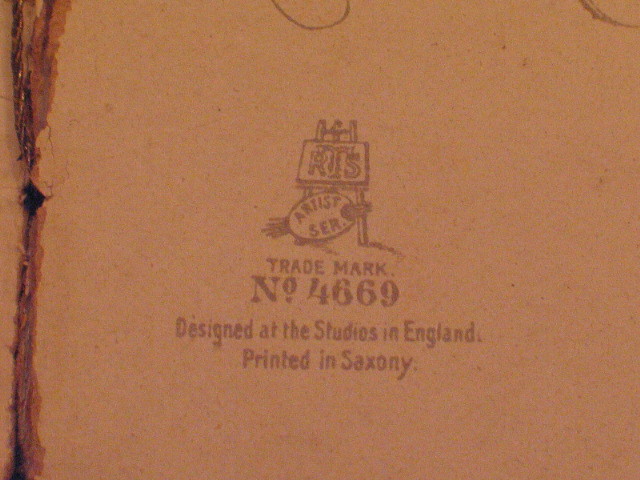 RTS
ARTIST
SER.
TRADE MARK.
No 4669
Designed at the Studios in England.
Printed in Saxony.